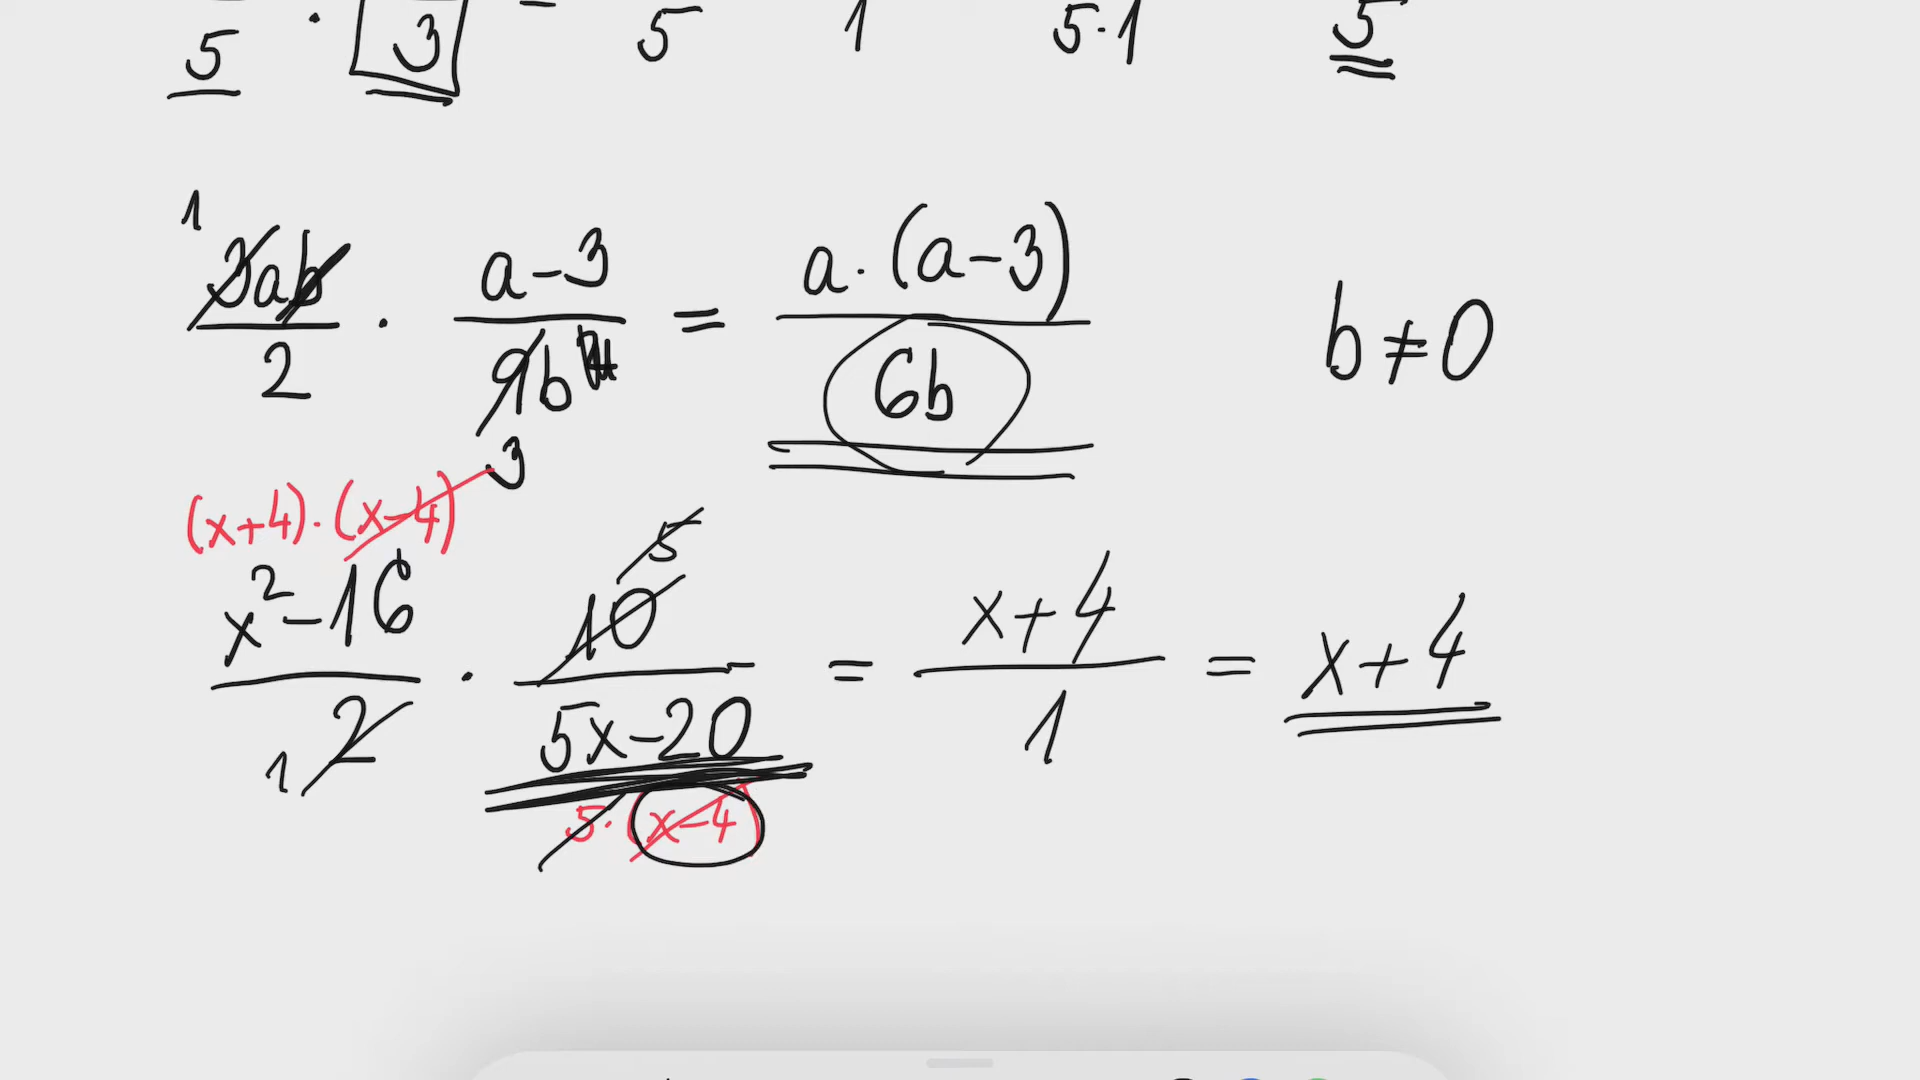 5 · 3 = 5 1 5·1 5
1
3ab/2 · a-3/9b = a·(a-3)/6b b≠0
3
(x+4)·(x-4)
5
x²-16/2 · 10/5x-20 = x+4/1 = x+4
1
5·(x-4)